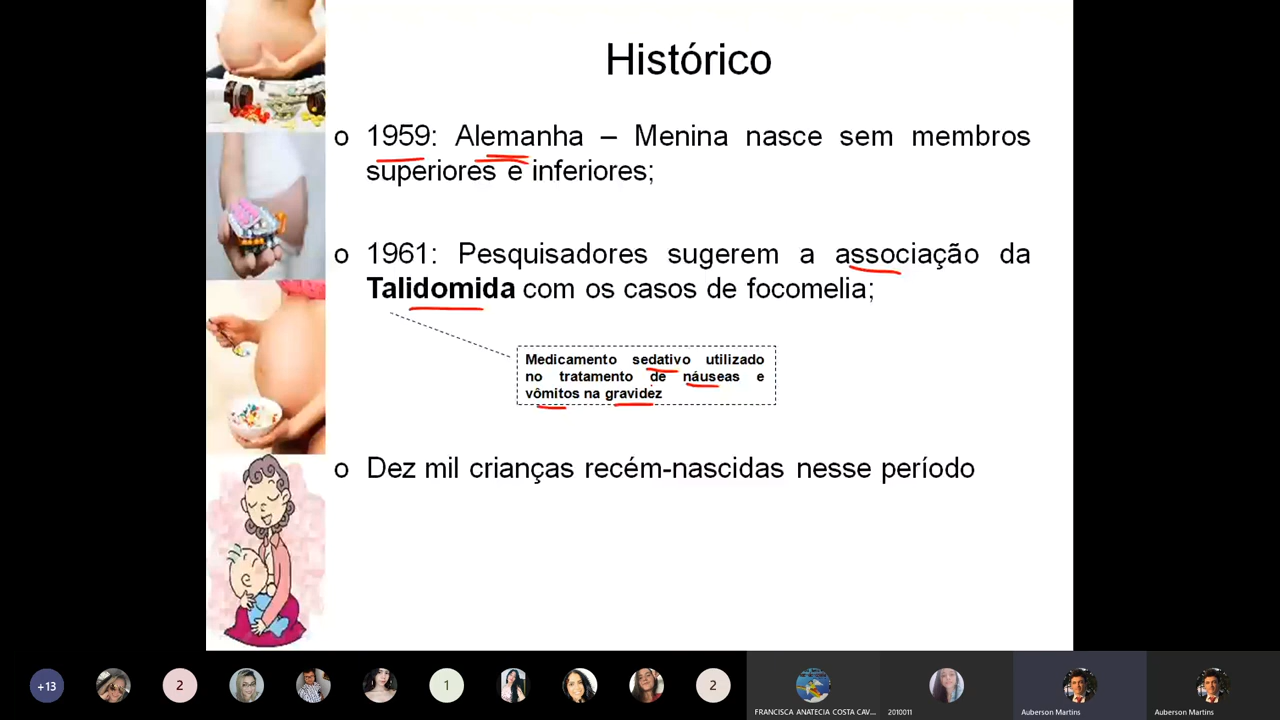 Histórico
o 1959: Alemanha – Menina nasce sem membros
superiores e inferiores;
o 1961: Pesquisadores sugerem a associação da
Talidomida com os casos de focomelia;
Medicamento sedativo utilizado
no tratamento de náuseas e
vômitos na gravidez
o Dez mil crianças recém-nascidas nesse período
+13
2
1
2
FRANCISCA ANATECIA COSTA CAV...
2010011
Auberson Martins
Auberson Martins